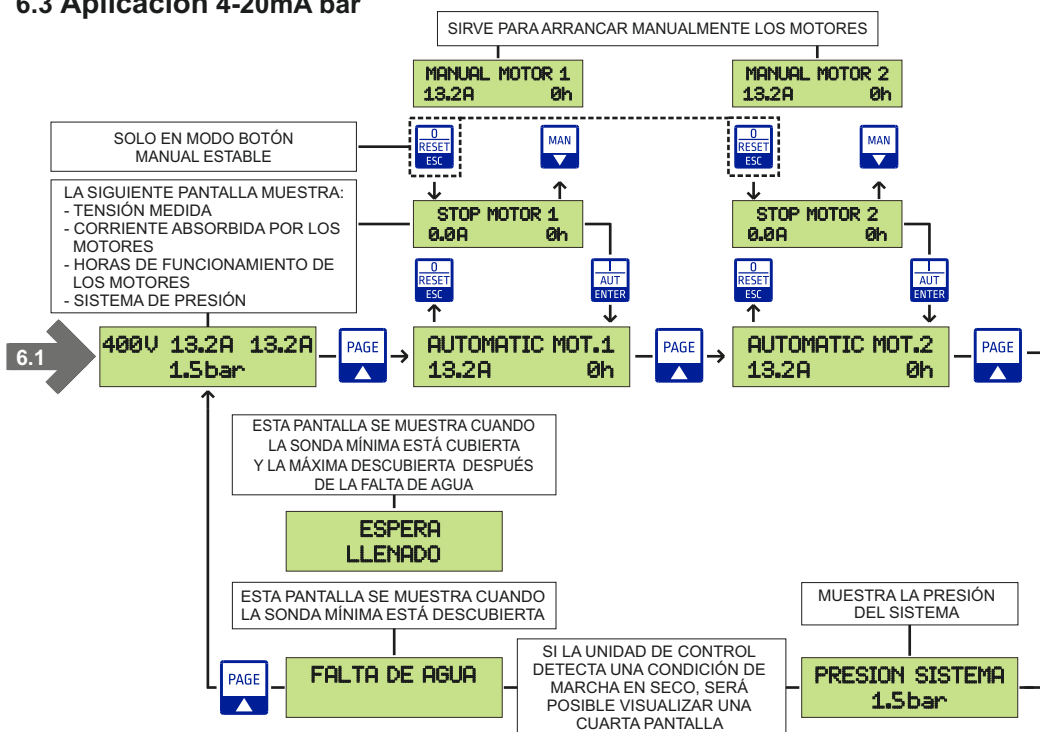 6.3 Aplicación 4-20mA bar
SIRVE PARA ARRANCAR MANUALMENTE LOS MOTORES
MANUAL MOTOR 1
13.2A 0h
MANUAL MOTOR 2
13.2A 0h
SOLO EN MODO BOTÓN
MANUAL ESTABLE
0
RESET
ESC
MAN
0
RESET
ESC
MAN
LA SIGUIENTE PANTALLA MUESTRA:
- TENSIÓN MEDIDA
- CORRIENTE ABSORBIDA POR LOS
MOTORES
- HORAS DE FUNCIONAMIENTO DE
LOS MOTORES
- SISTEMA DE PRESIÓN
STOP MOTOR 1
0.0A 0h
STOP MOTOR 2
0.0A 0h
0
RESET
ESC
I
AUT
ENTER
0
RESET
ESC
I
AUT
ENTER
6.1
400V 13.2A 13.2A
1.5bar
PAGE
AUTOMATIC MOT.1
13.2A 0h
PAGE
AUTOMATIC MOT.2
13.2A 0h
PAGE
ESTA PANTALLA SE MUESTRA CUANDO
LA SONDA MÍNIMA ESTÁ CUBIERTA
Y LA MÁXIMA DESCUBIERTA DESPUÉS
DE LA FALTA DE AGUA
ESPERA
LLENADO
ESTA PANTALLA SE MUESTRA CUANDO
LA SONDA MÍNIMA ESTÁ DESCUBIERTA
MUESTRA LA PRESIÓN
DEL SISTEMA
PAGE
FALTA DE AGUA
SI LA UNIDAD DE CONTROL
DETECTA UNA CONDICIÓN DE
MARCHA EN SECO, SERÁ
POSIBLE VISUALIZAR UNA
CUARTA PANTALLA
PRESION SISTEMA
1.5bar